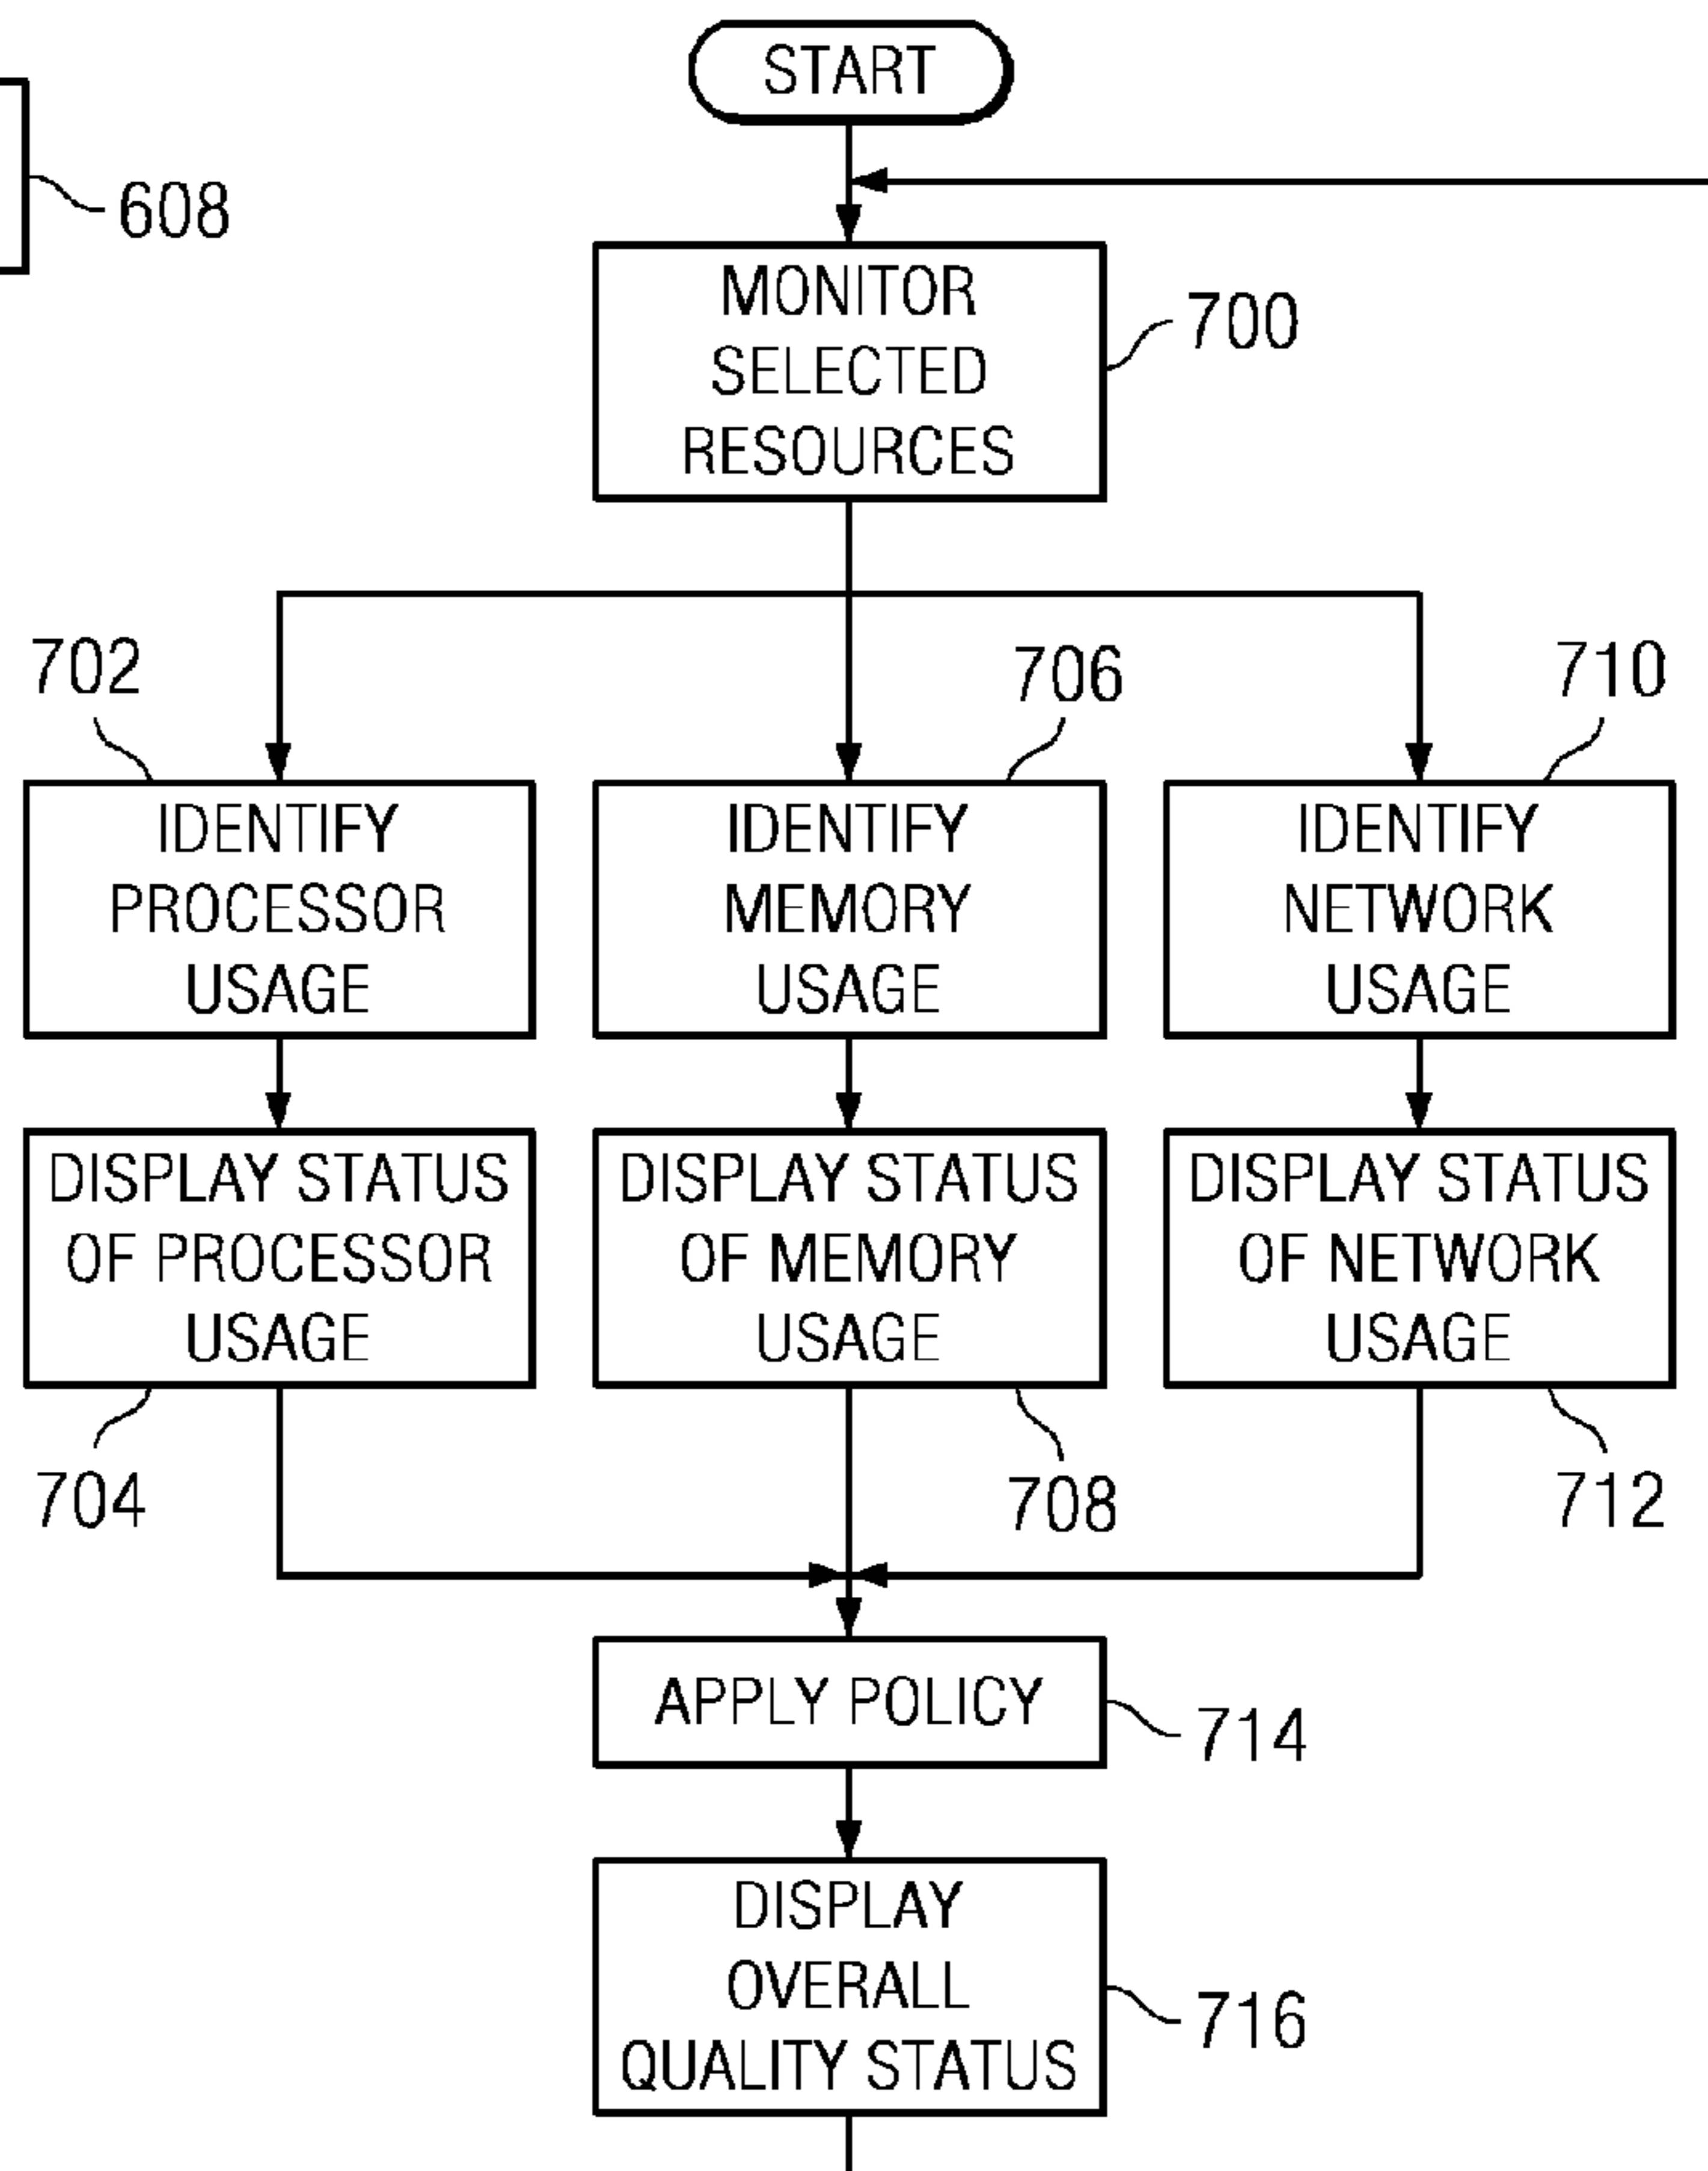 START
608
MONITOR
SELECTED
RESOURCES
700
702
706
710
IDENTIFY
PROCESSOR
USAGE
IDENTIFY
MEMORY
USAGE
IDENTIFY
NETWORK
USAGE
DISPLAY STATUS
OF PROCESSOR
USAGE
DISPLAY STATUS
OF MEMORY
USAGE
DISPLAY STATUS
OF NETWORK
USAGE
704
708
712
APPLY POLICY
714
DISPLAY
OVERALL
QUALITY STATUS
716